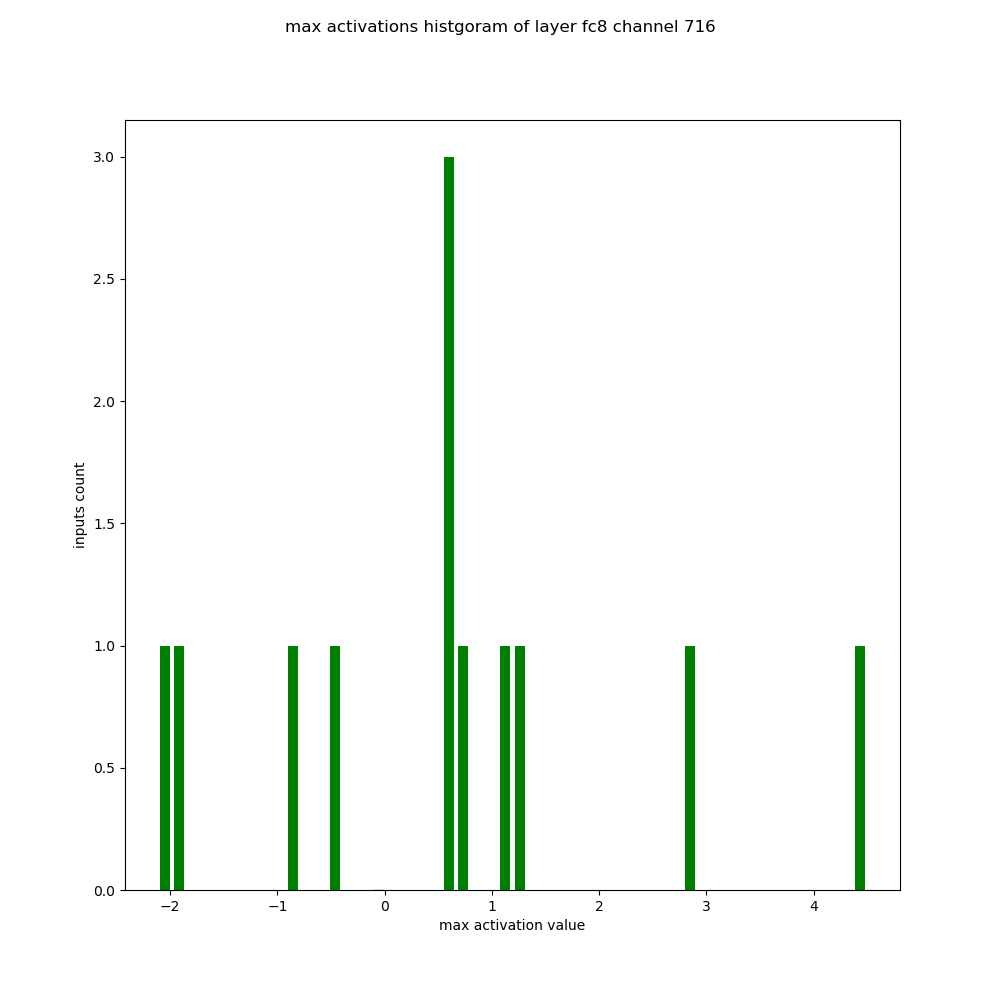 max activations histgoram of layer fc8 channel 716
3.0
2.5
2.0
1.5
1.0
0.5
0.0
inputs count
−2 −1 0 1 2 3 4
max activation value